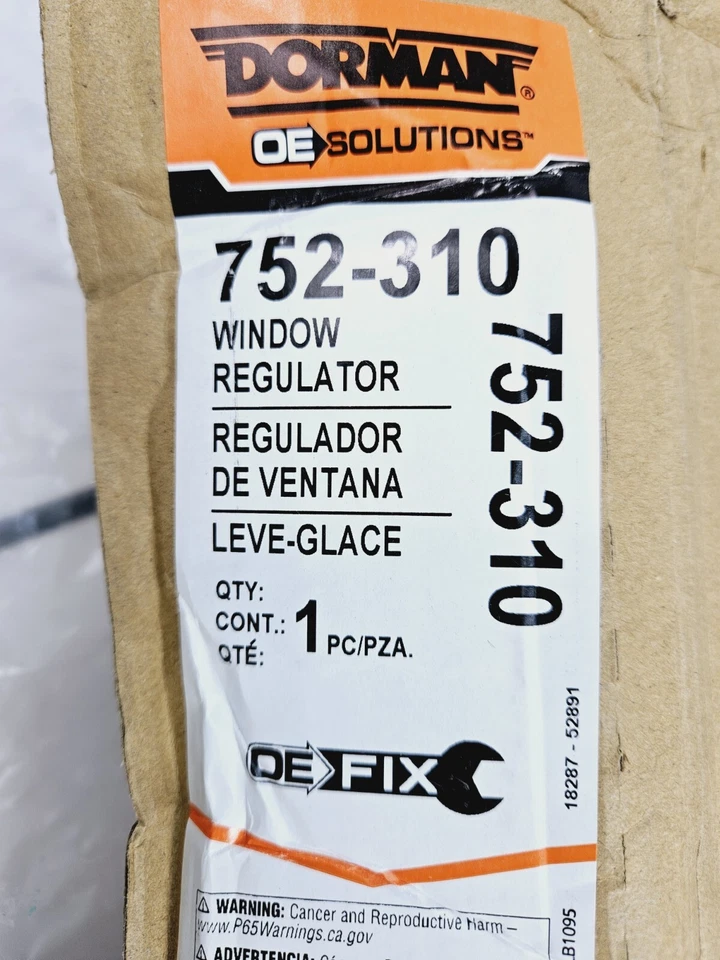 DORMAN®
OE SOLUTIONS™
752-310
WINDOW
REGULATOR
REGULADOR
DE VENTANA
LEVE-GLACE
QTY:
CONT.: 1 PC/PZA.
QTÉ:
752-310
OE FIX
18287 - 52891
WARNING: Cancer and Reproductive Harm –
www.P65Warnings.ca.gov
ADVERTENCIA:
LB1095